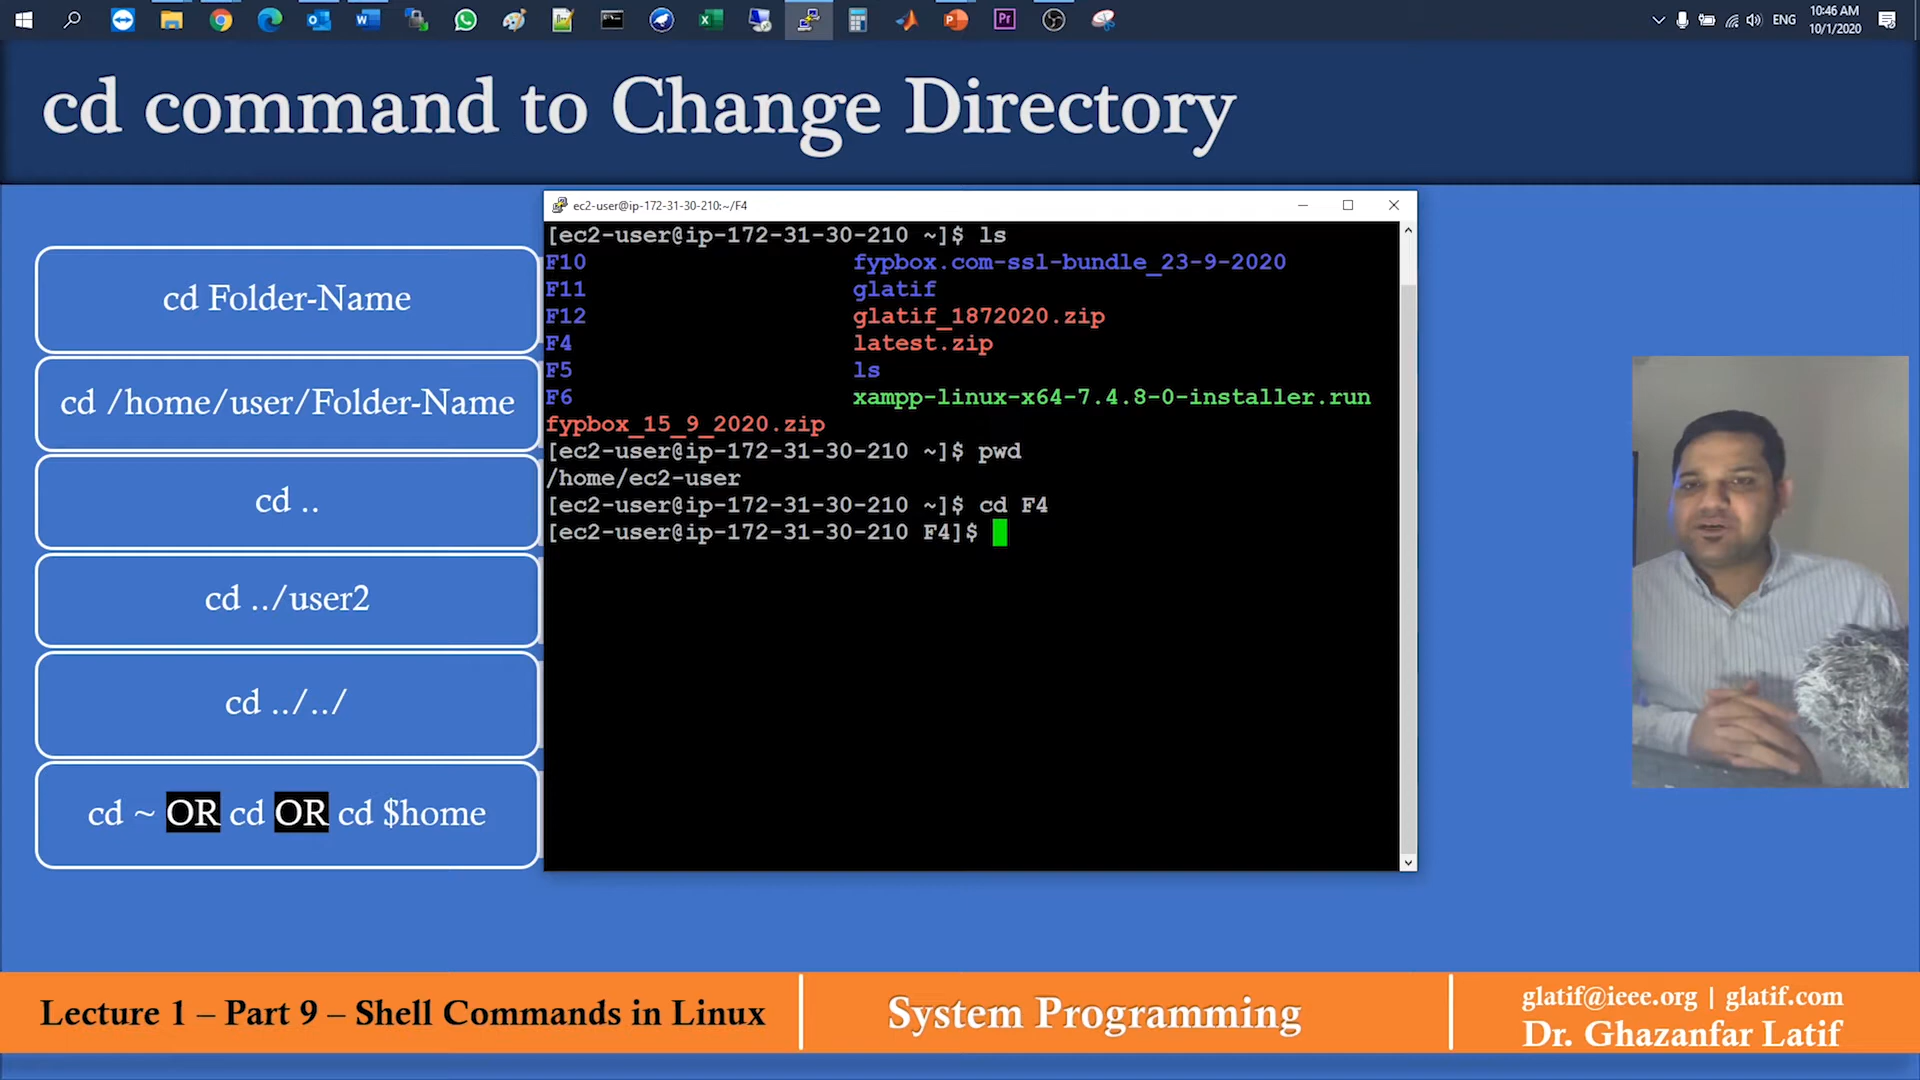 10:46 AM
ENG
10/1/2020
cd command to Change Directory
cd Folder-Name
cd /home/user/Folder-Name
cd ..
cd ../user2
cd ../../
cd ~ OR cd OR cd $home
ec2-user@ip-172-31-30-210:~/F4
[ec2-user@ip-172-31-30-210 ~]$ ls
F10 fypbox.com-ssl-bundle_23-9-2020
F11 glatif
F12 glatif_1872020.zip
F4 latest.zip
F5 ls
F6 xampp-linux-x64-7.4.8-0-installer.run
fypbox_15_9_2020.zip
[ec2-user@ip-172-31-30-210 ~]$ pwd
/home/ec2-user
[ec2-user@ip-172-31-30-210 ~]$ cd F4
[ec2-user@ip-172-31-30-210 F4]$
Lecture 1 – Part 9 – Shell Commands in Linux
System Programming
glatif@ieee.org | glatif.com
Dr. Ghazanfar Latif